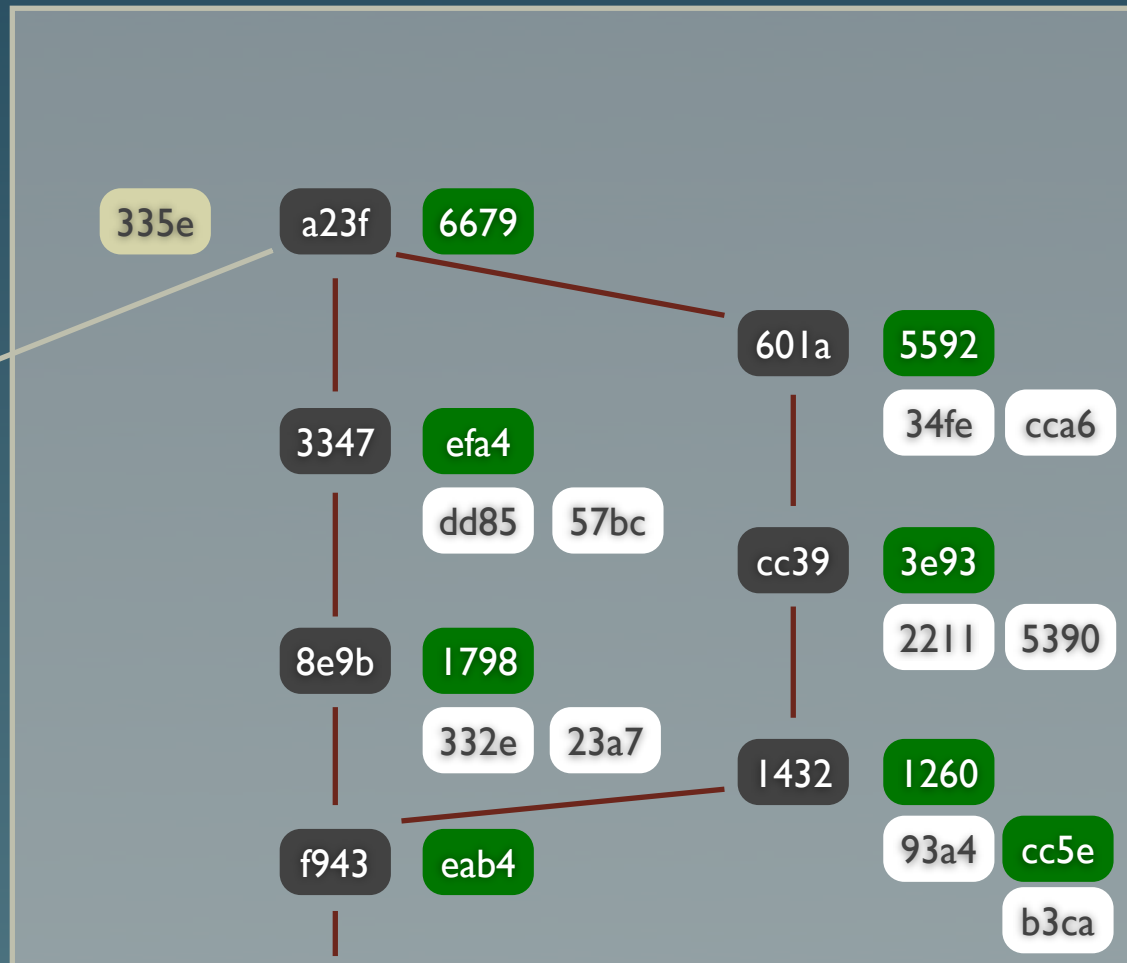 335e a23f 6679
601a 5592
34fe cca6
3347 efa4
dd85 57bc
cc39 3e93
2211 5390
8e9b 1798
332e 23a7
1432 1260
93a4 cc5e
f943 eab4
b3ca